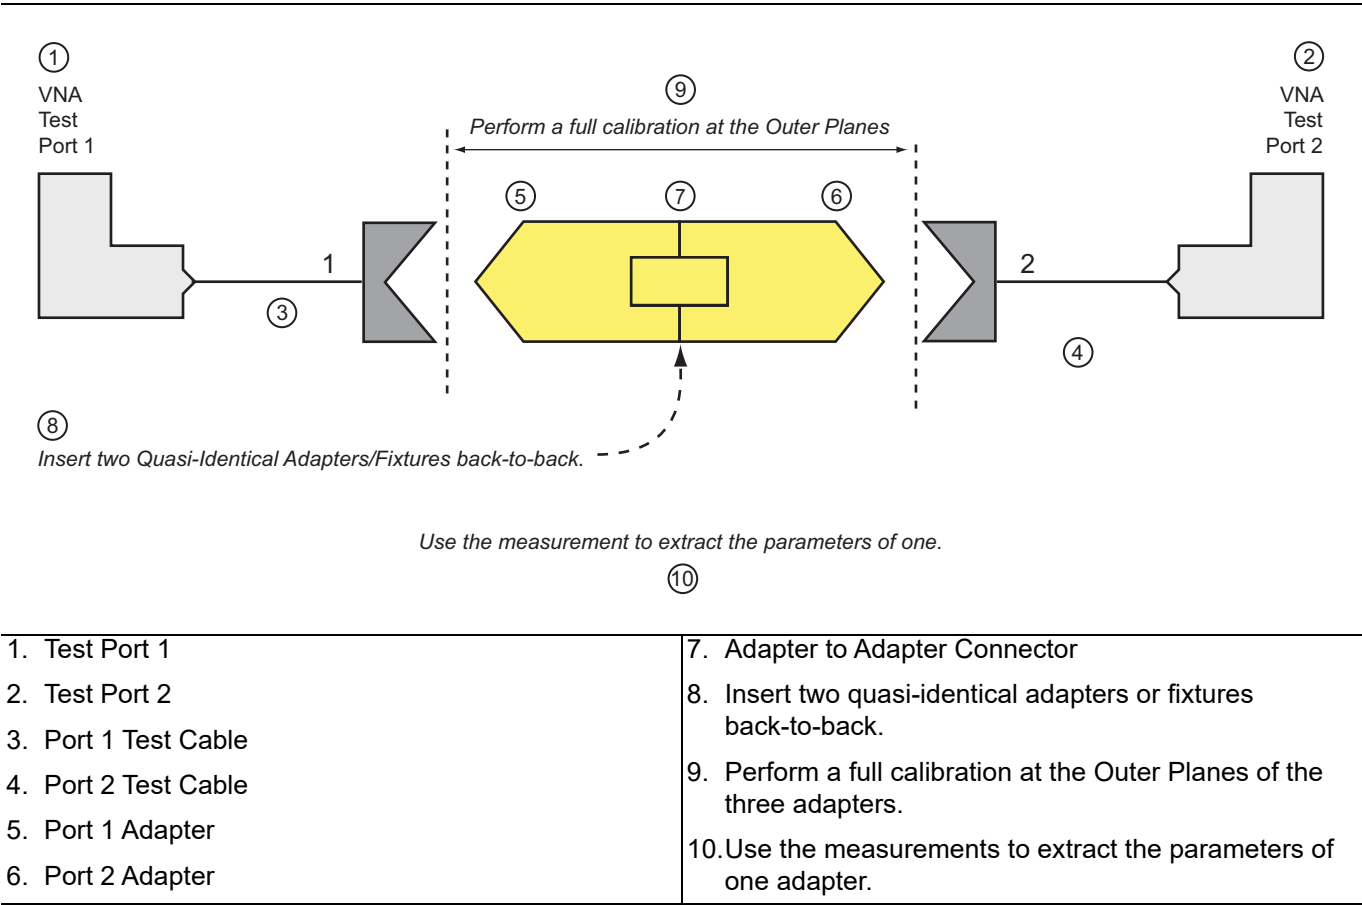 1
VNA
Test
Port 1
2
VNA
Test
Port 2
9
Perform a full calibration at the Outer Planes
5
7
6
1
2
3
4
8
Insert two Quasi-Identical Adapters/Fixtures back-to-back.
Use the measurement to extract the parameters of one.
10
1. Test Port 1
2. Test Port 2
3. Port 1 Test Cable
4. Port 2 Test Cable
5. Port 1 Adapter
6. Port 2 Adapter
7. Adapter to Adapter Connector
8. Insert two quasi-identical adapters or fixtures
back-to-back.
9. Perform a full calibration at the Outer Planes of the
three adapters.
10.Use the measurements to extract the parameters of
one adapter.